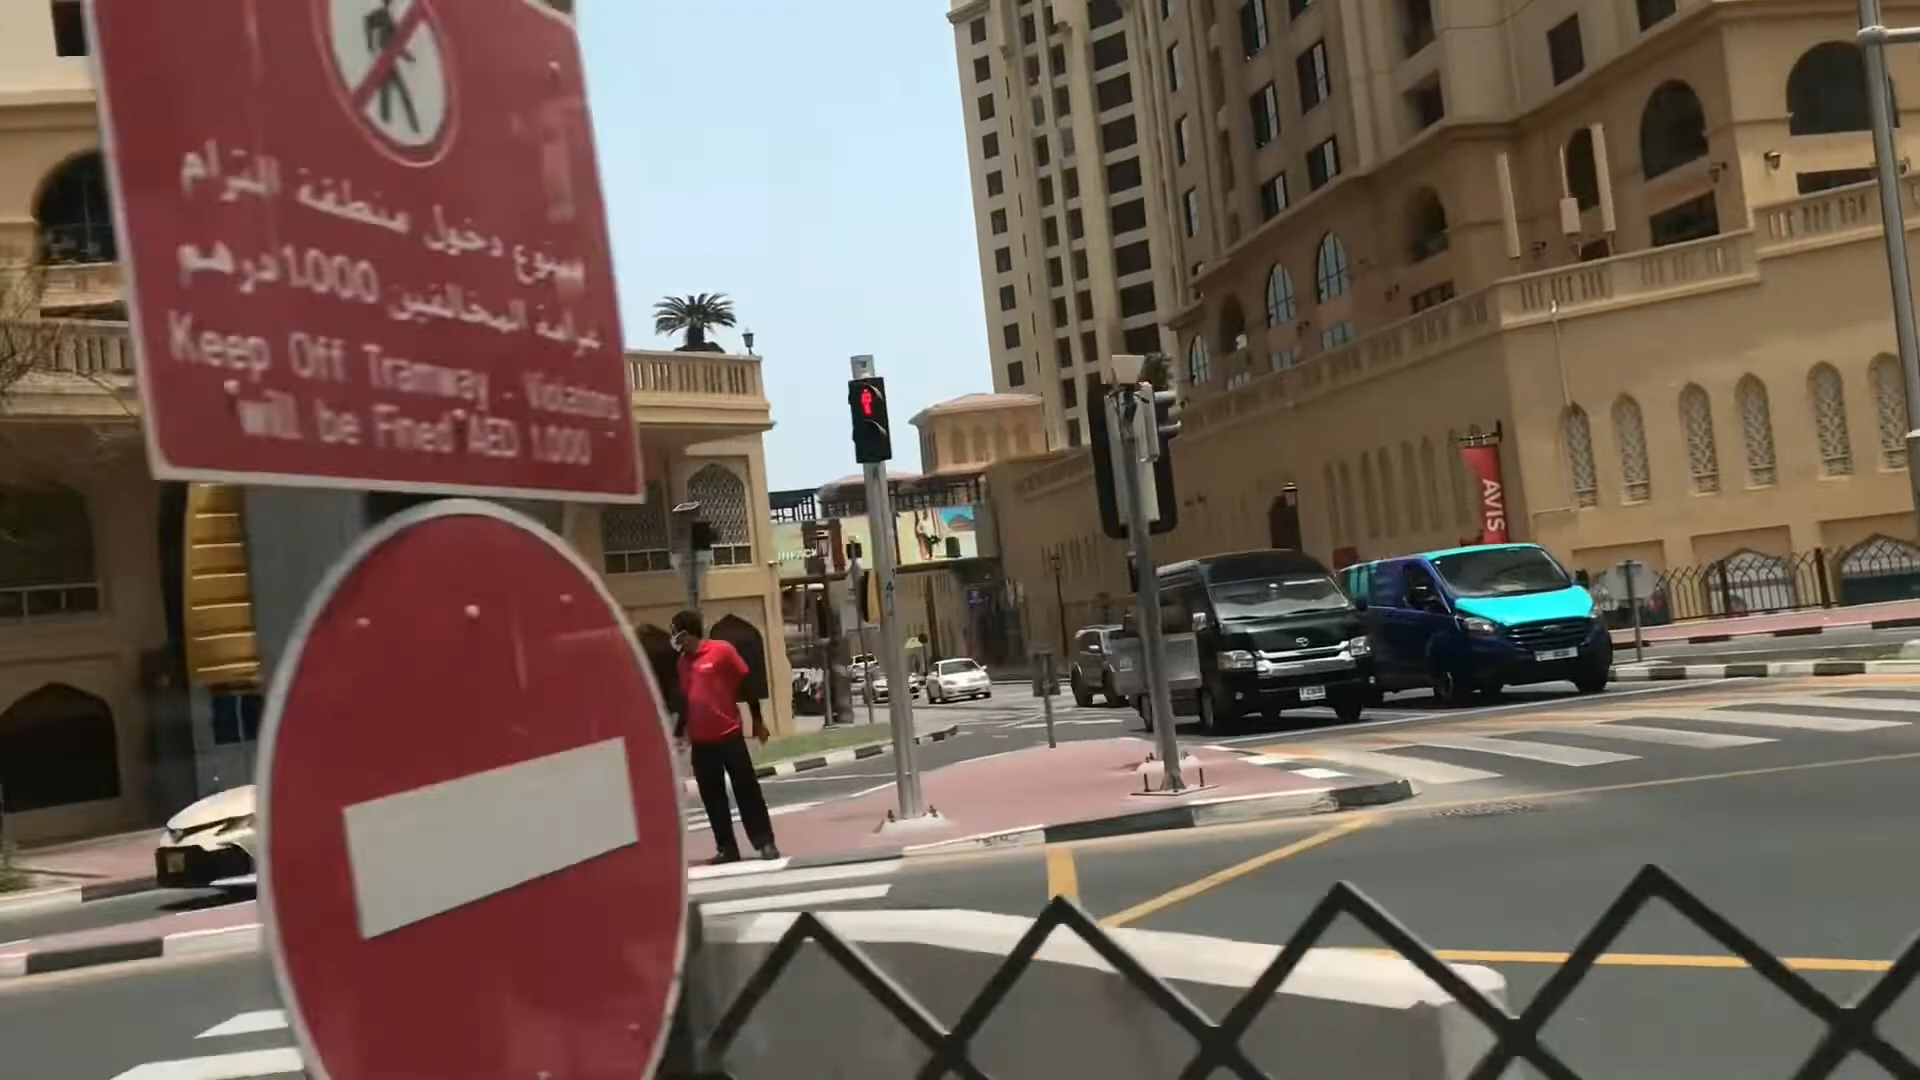 ممنوع دخول منطقة الترام
غرامة المخالفين 1.000 درهم
Keep Off Tramway - Violators
will be Fined AED 1.000
AVIS